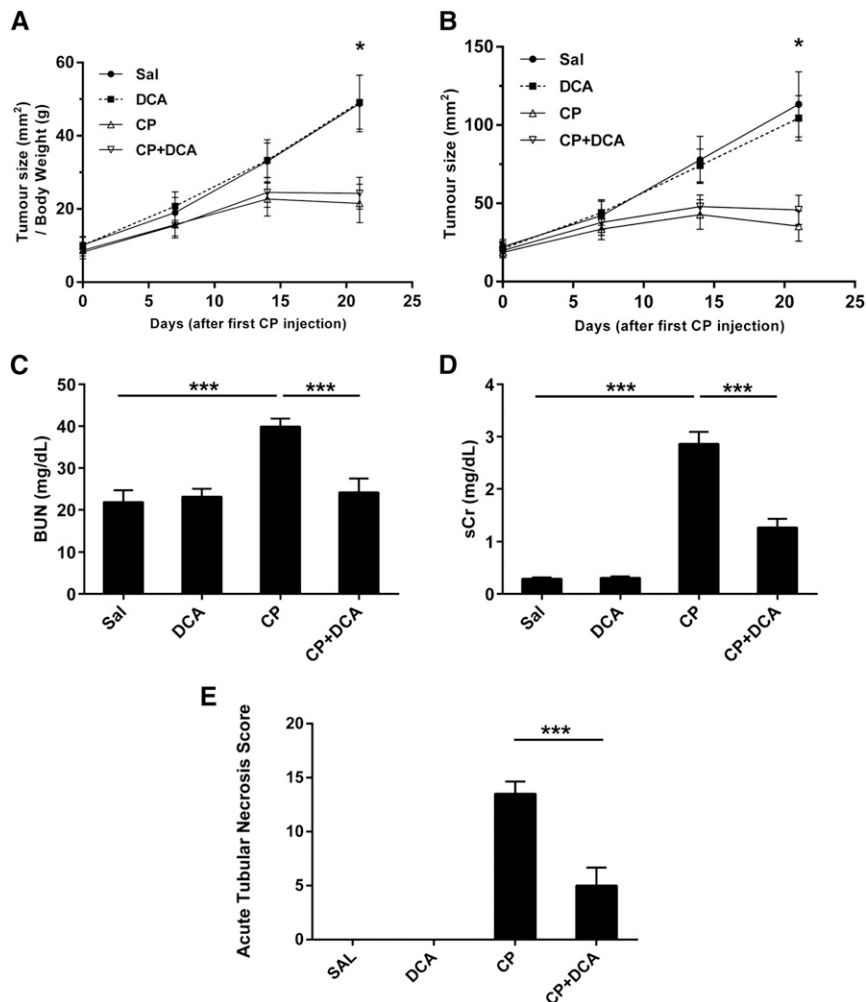 A
*
60
40
20
0
Tumour size (mm²)
/ Body Weight (g)
Sal
DCA
CP
CP+DCA
0
5
10
15
20
25
Days (after first CP injection)
B
*
150
100
50
0
Tumour size (mm²)
Sal
DCA
CP
CP+DCA
0
5
10
15
20
25
Days (after first CP injection)
C
50
40
30
20
10
0
BUN (mg/dL)
***
***
Sal
DCA
CP
CP+DCA
D
4
3
2
1
0
sCr (mg/dL)
***
***
Sal
DCA
CP
CP+DCA
E
20
15
10
5
0
Acute Tubular Necrosis Score
***
SAL
DCA
CP
CP+DCA